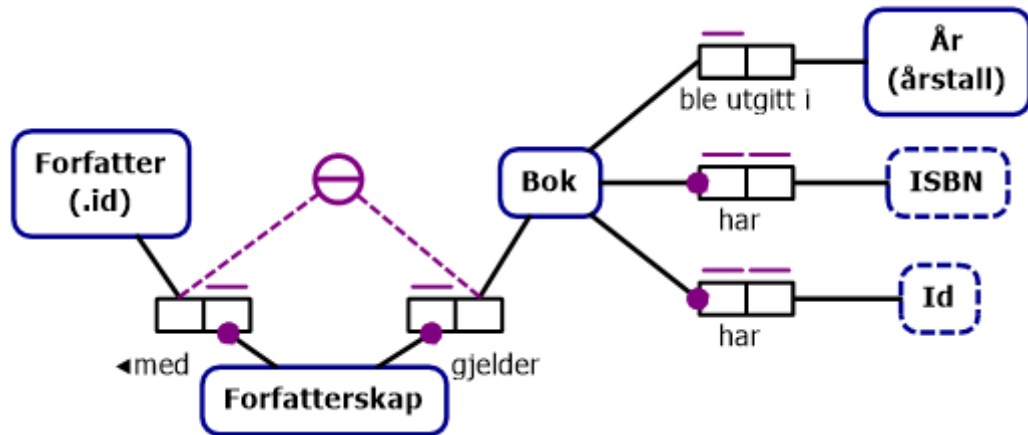 År
(årstall)
ble utgitt i
Forfatter
(.id)
Bok
ISBN
har
Id
har
◄med
gjelder
Forfatterskap